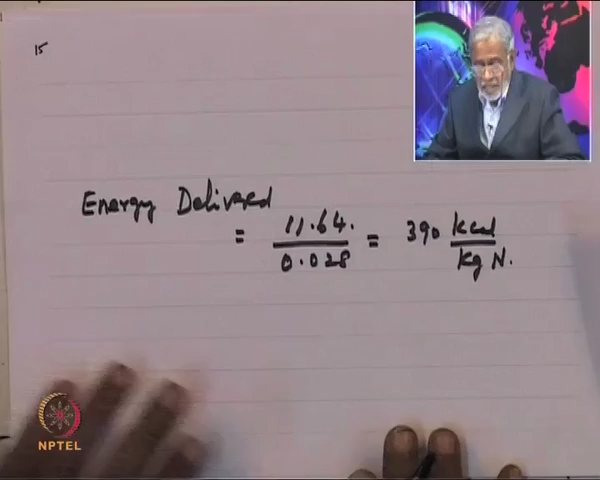 15
Energy Delivered
= 11.64. / 0.028 = 390 kcal / kg N.
NPTEL